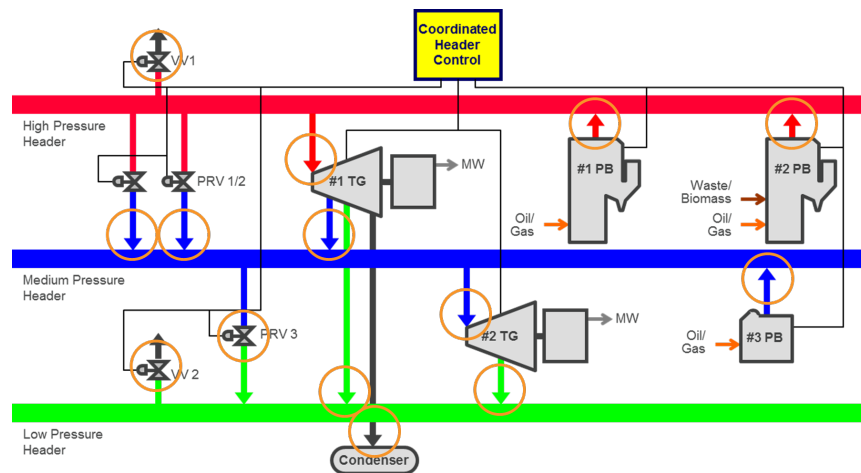 Coordinated
Header
Control
VV1
High Pressure
Header
PRV 1/2
#1 TG
MW
#1 PB
#2 PB
Waste/
Biomass
Oil/
Gas
Oil/
Gas
Medium Pressure
Header
PRV 3
VV 2
#2 TG
MW
Oil/
Gas
#3 PB
Low Pressure
Header
Condenser